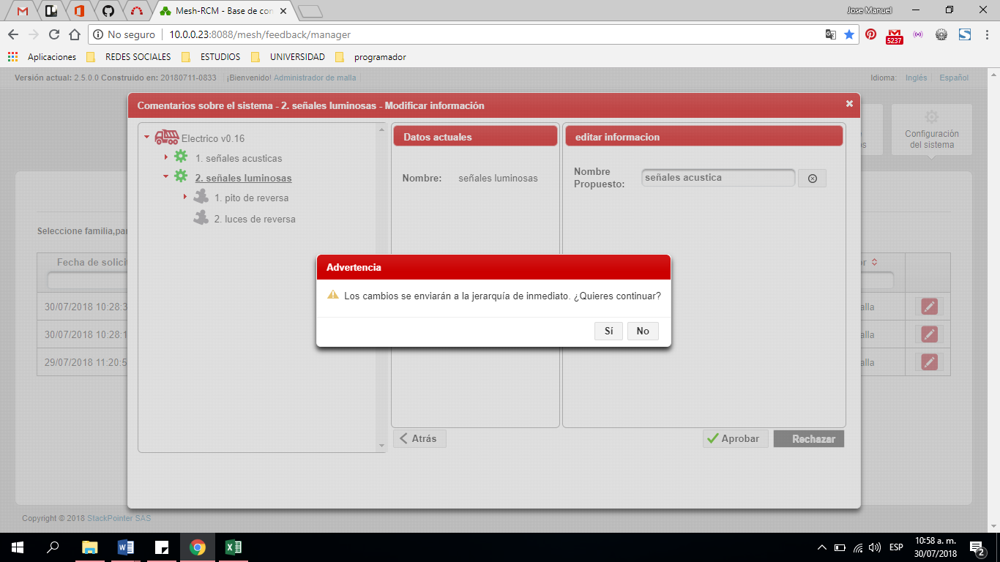 Jose Manuel
Mesh-RCM - Base de con
No seguro
10.0.0.23:8088/mesh/feedback/manager
5237
Aplicaciones
REDES SOCIALES
ESTUDIOS
UNIVERSIDAD
programador
Versión actual: 2.5.0.0 Construido en: 20180711-0833
¡Bienvenido! Administrador de malla
Idioma: Inglés Español
Comentarios sobre el sistema - 2. señales luminosas - Modificar información
Configuración
del sistema
Electrico v0.16
1. señales acusticas
2. señales luminosas
1. pito de reversa
2. luces de reversa
Datos actuales
Nombre: señales luminosas
editar informacion
Nombre
Propuesto:
señales acustica
Seleccione familia,par
Fecha de solicit
30/07/2018 10:28:3
30/07/2018 10:28:1
29/07/2018 11:20:5
alla
alla
alla
Advertencia
Los cambios se enviarán a la jerarquía de inmediato. ¿Quieres continuar?
Sí
No
Atrás
Aprobar
Rechazar
Copyright © 2018 StackPointer SAS
ESP
10:58 a. m.
30/07/2018
2